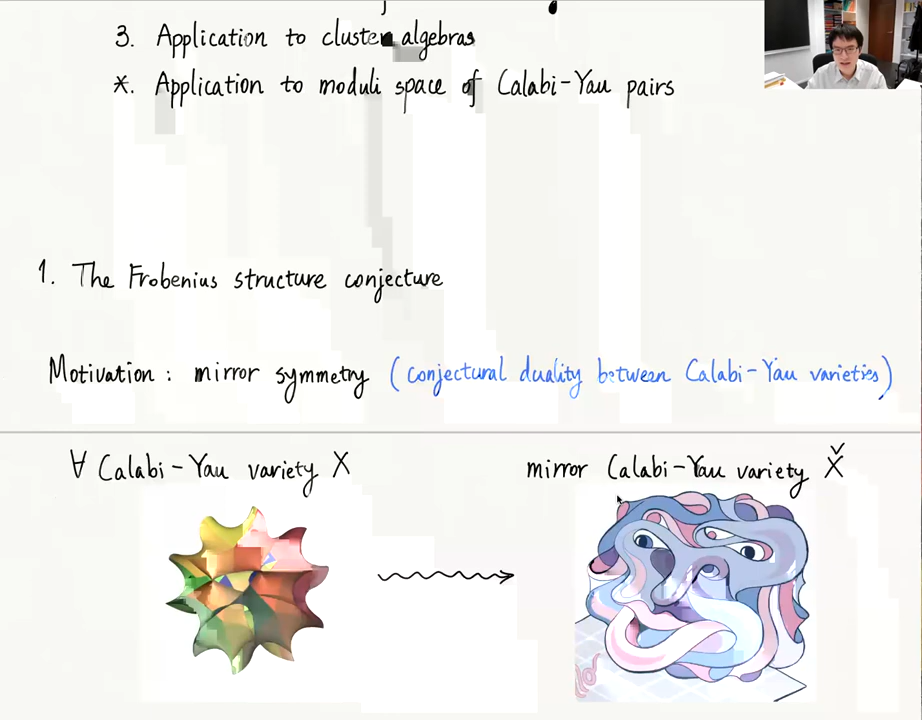 3. Application to cluster algebras
*. Application to moduli space of Calabi-Yau pairs
1. The Frobenius structure conjecture
Motivation: mirror symmetry (conjectural duality between Calabi-Yau varieties)
∀ Calabi-Yau variety X
mirror Calabi-Yau variety X̌